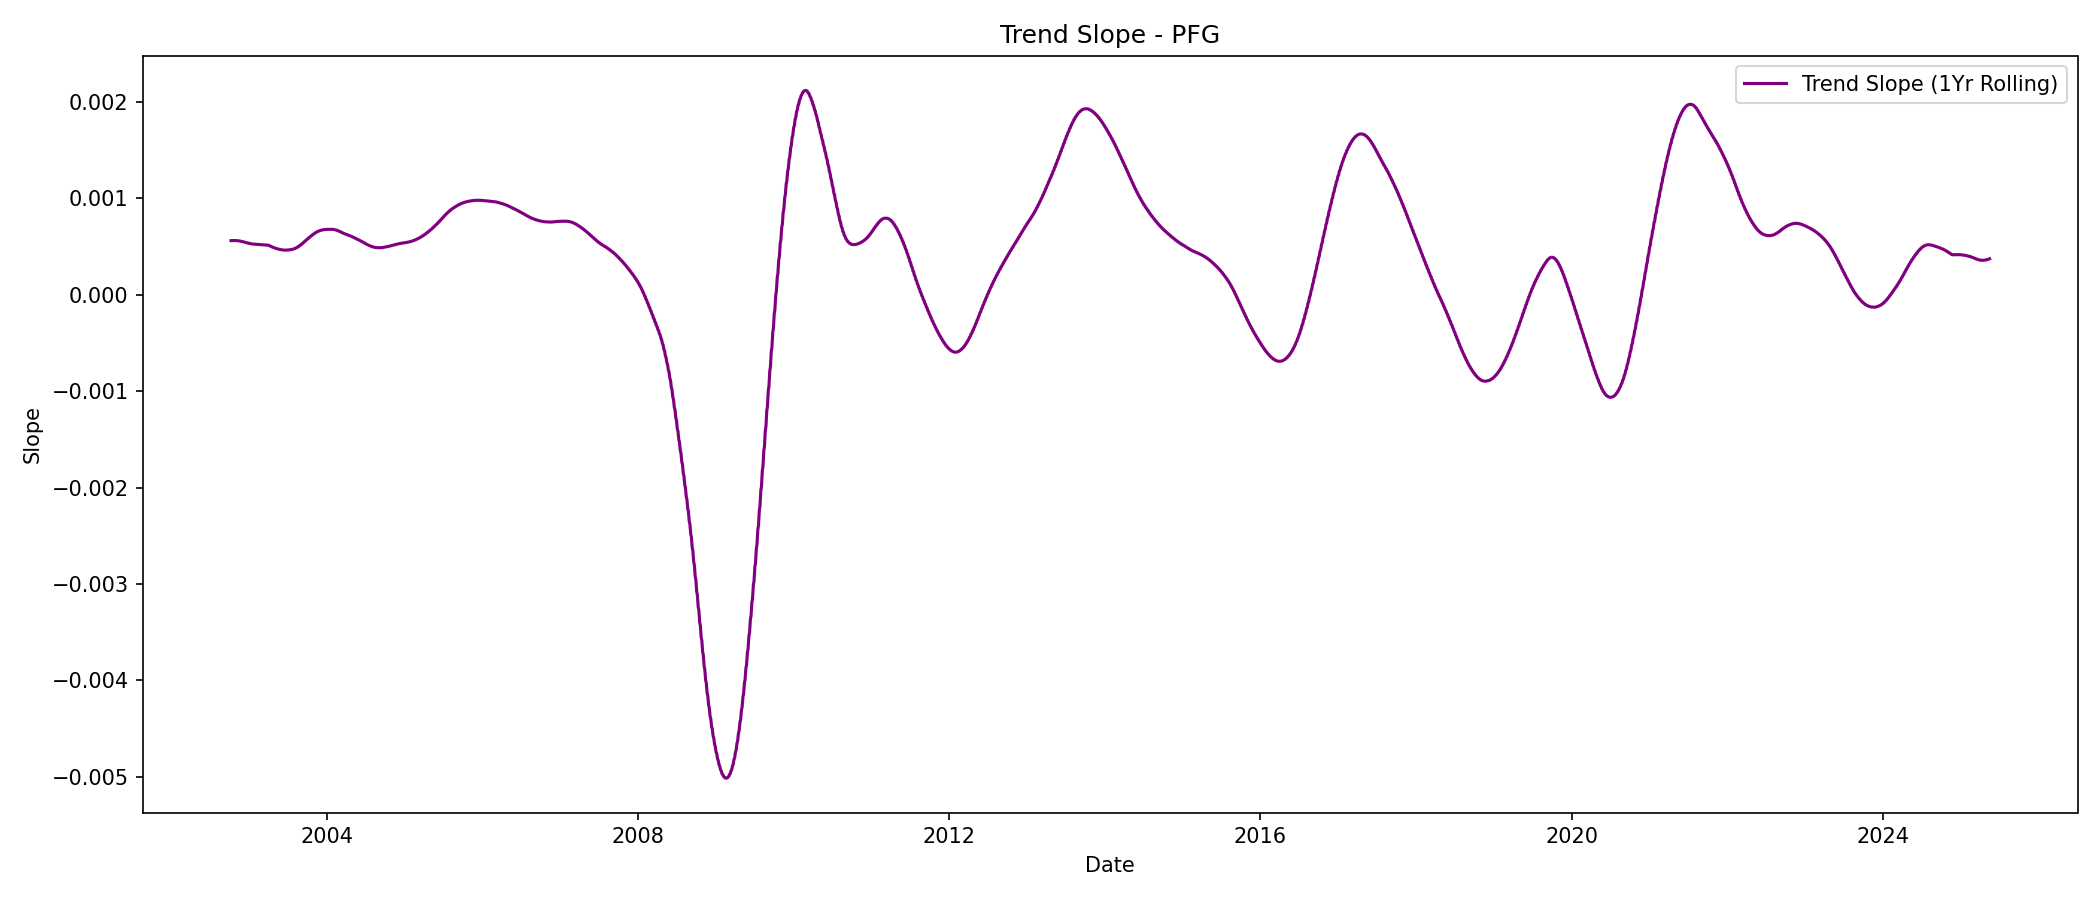 Trend Slope - PFG
Trend Slope (1Yr Rolling)
0.002
0.001
0.000
−0.001
−0.002
−0.003
−0.004
−0.005
Slope
2004 2008 2012 2016 2020 2024
Date